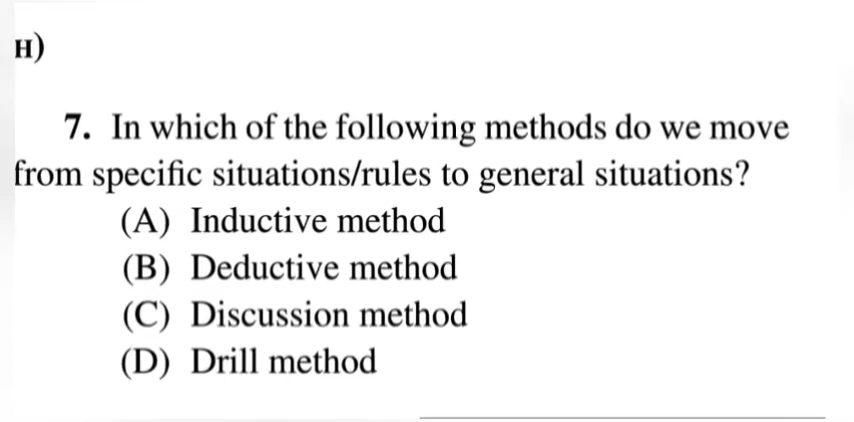 H)
7. In which of the following methods do we move
from specific situations/rules to general situations?
(A) Inductive method
(B) Deductive method
(C) Discussion method
(D) Drill method